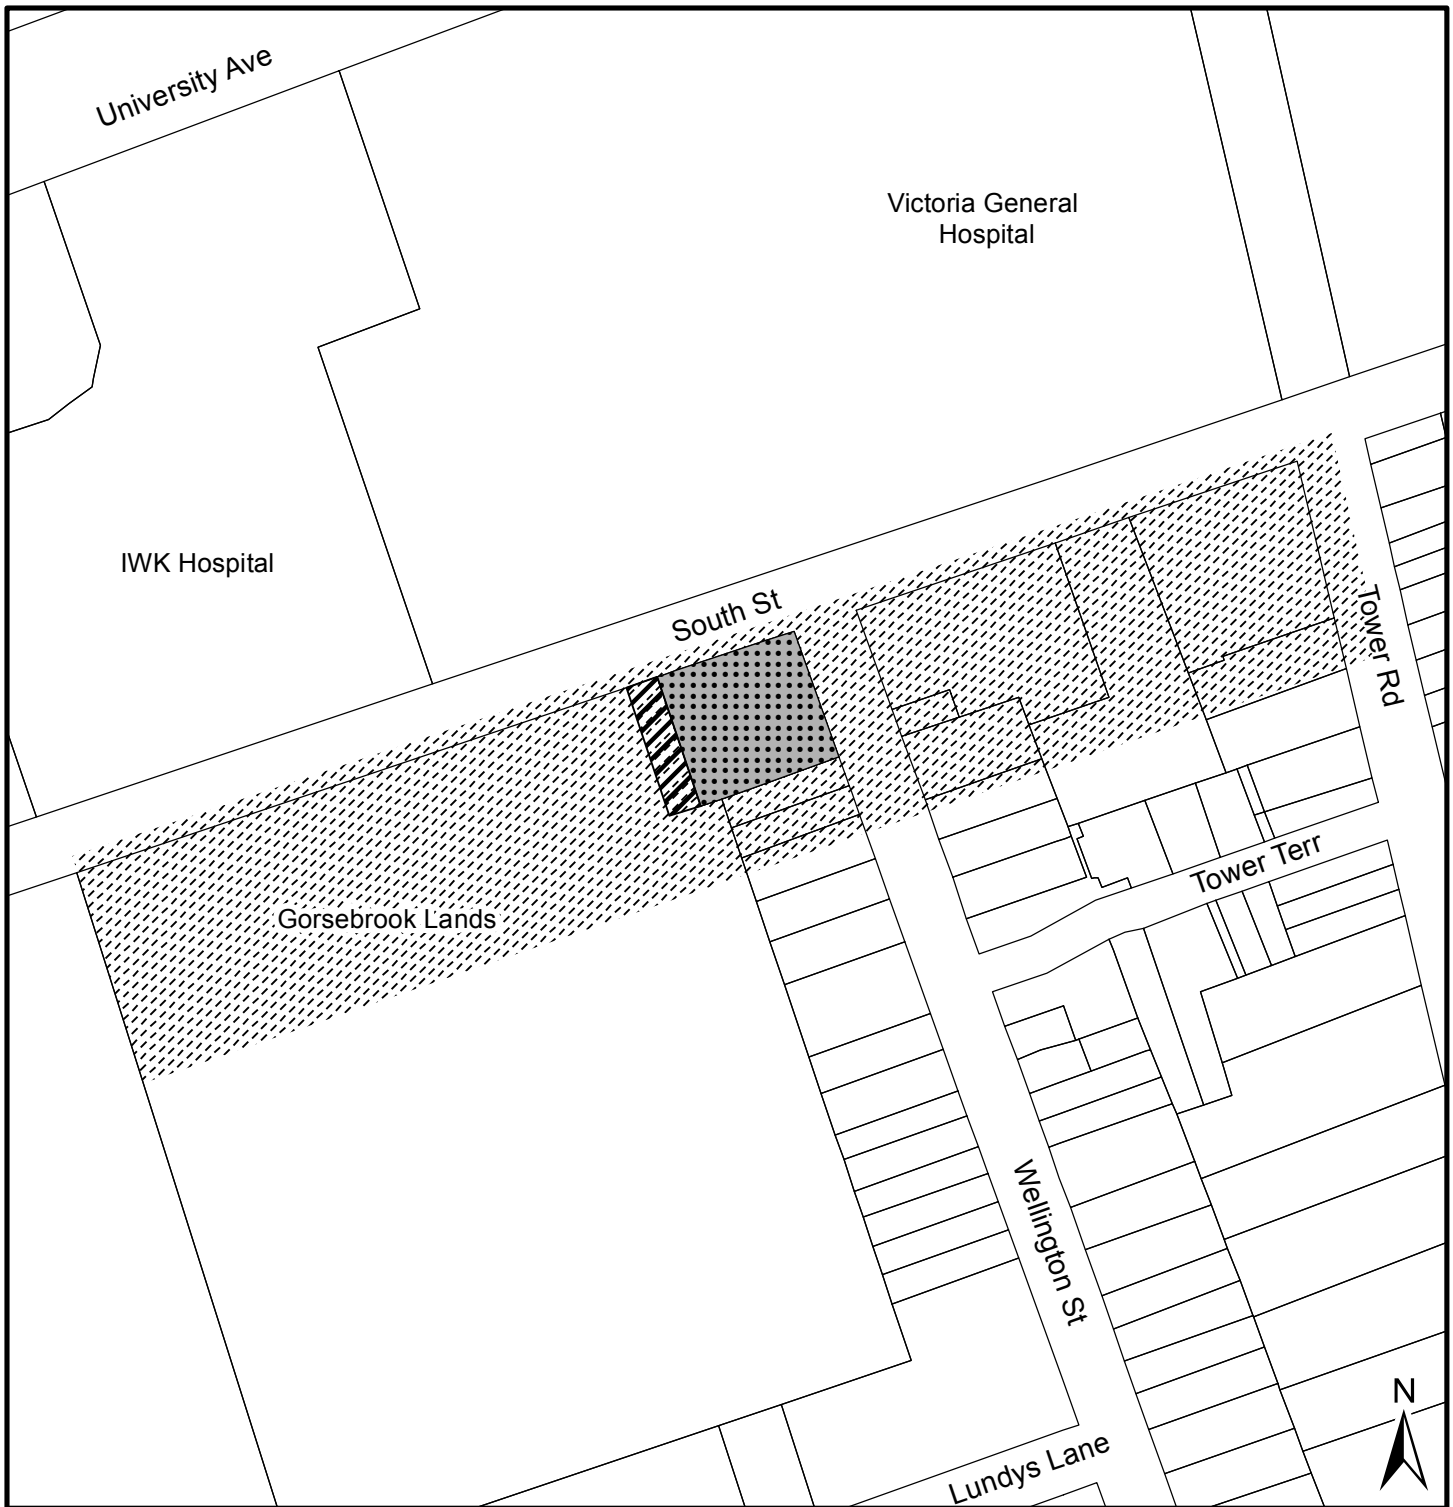 University Ave
Victoria General
Hospital
IWK Hospital
South St
Tower Rd
Tower Terr
Gorsebrook Lands
Wellington St
N
Lundys Lane